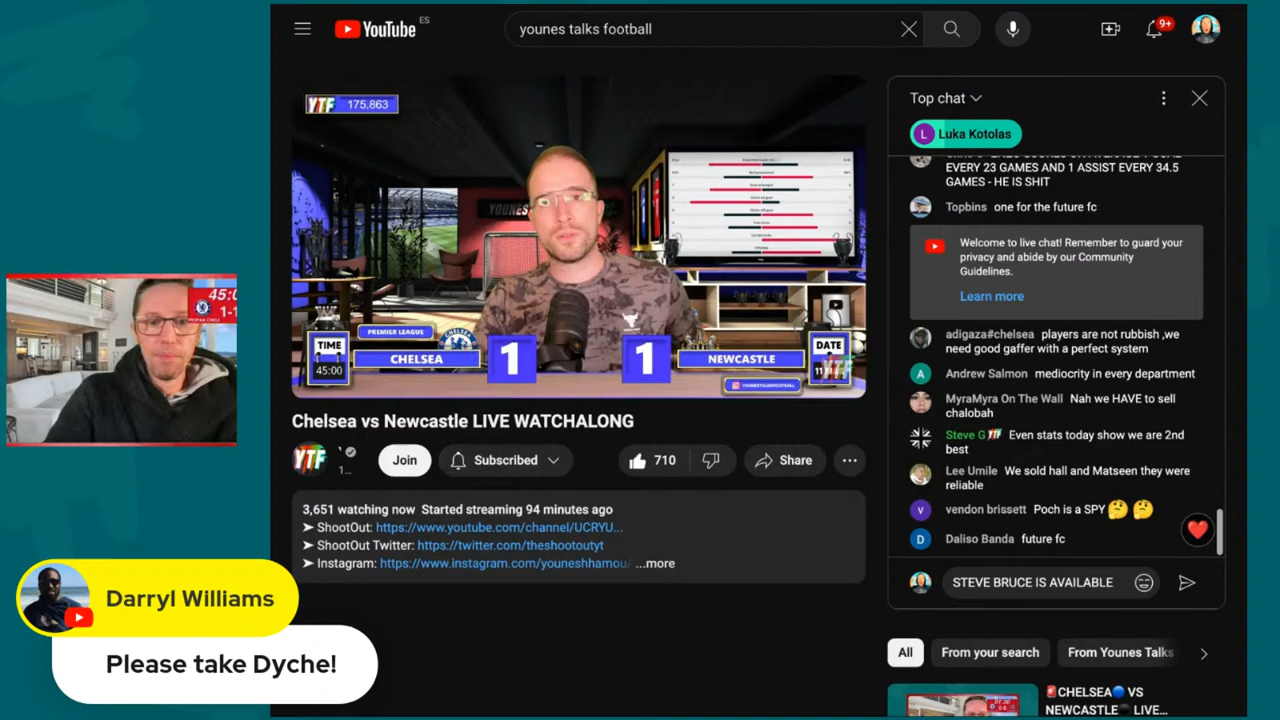 YouTube ES
younes talks football
9+
YTF 175,863
YOUNES
TIME
45:00
PREMIER LEAGUE
CHELSEA
1
1
NEWCASTLE
DATE
Chelsea vs Newcastle LIVE WATCHALONG
YTF
Join
Subscribed
710
Share
3,651 watching now Started streaming 94 minutes ago
➤ ShootOut: https://www.youtube.com/channel/UCRYU...
➤ ShootOut Twitter: https://twitter.com/theshootoutyt
➤ Instagram: https://www.instagram.com/youneshhamou/ ...more
Top chat
L Luka Kotolas
EVERY 23 GAMES AND 1 ASSIST EVERY 34.5
GAMES - HE IS SHIT
Topbins one for the future fc
Welcome to live chat! Remember to guard your
privacy and abide by our Community
Guidelines.
Learn more
adigaza#chelsea players are not rubbish ,we
need good gaffer with a perfect system
A Andrew Salmon mediocrity in every department
MyraMyra On The Wall Nah we HAVE to sell
chalobah
Steve G YTF Even stats today show we are 2nd
best
Lee Umile We sold hall and Matseen they were
reliable
v vendon brissett Poch is a SPY 🤔 🤔
D Daliso Banda future fc
STEVE BRUCE IS AVAILABLE
All
From your search
From Younes Talks
🚨CHELSEA🔵 VS
NEWCASTLE⚫ LIVE...
45:0
1-1
Darryl Williams
Please take Dyche!